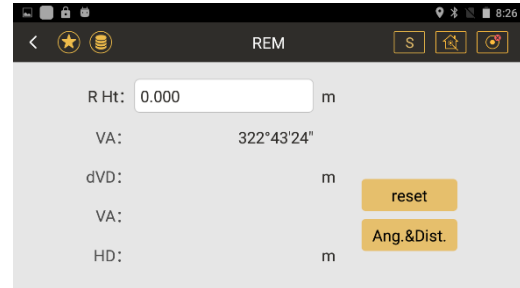 8:26
REM
S
R Ht: 0.000 m
VA: 322°43'24"
dVD: m
reset
VA:
Ang.&Dist.
HD: m